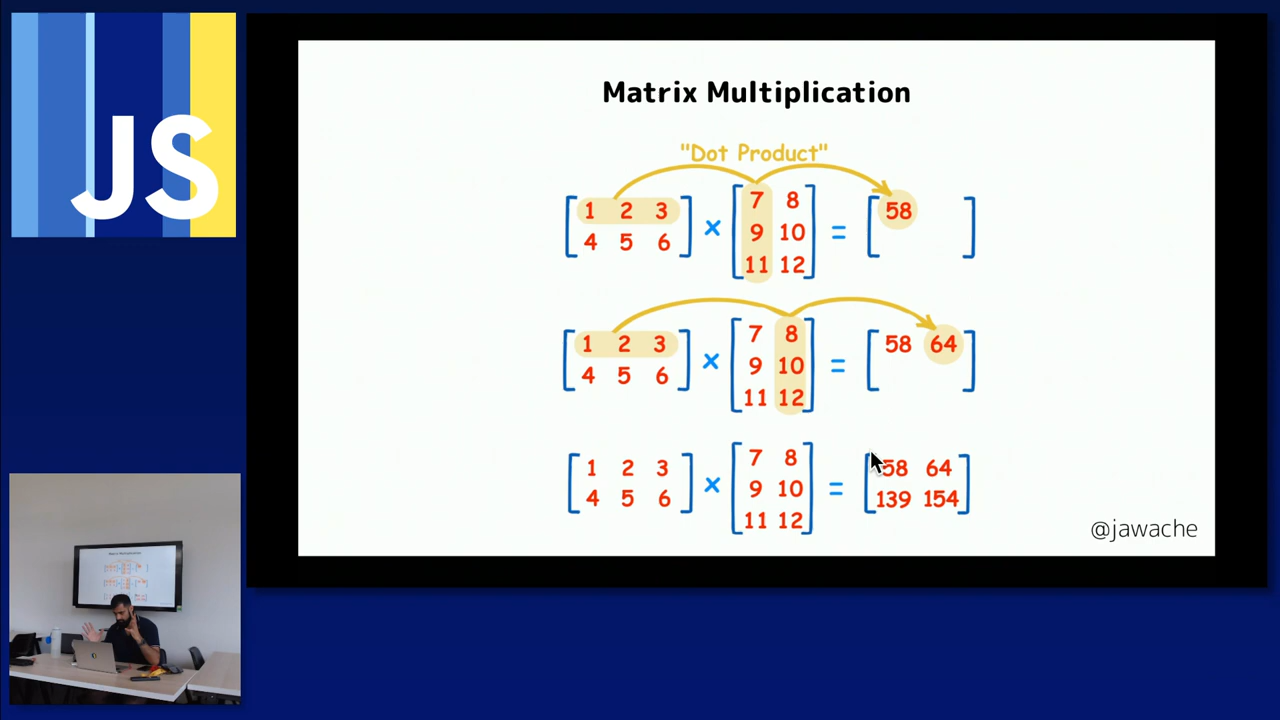 JS
Matrix Multiplication
"Dot Product"
1 2 3
4 5 6
×
7 8
9 10
11 12
=
58
1 2 3
4 5 6
×
7 8
9 10
11 12
=
58 64
1 2 3
4 5 6
×
7 8
9 10
11 12
=
58 64
139 154
@jawache
Matrix Multiplication